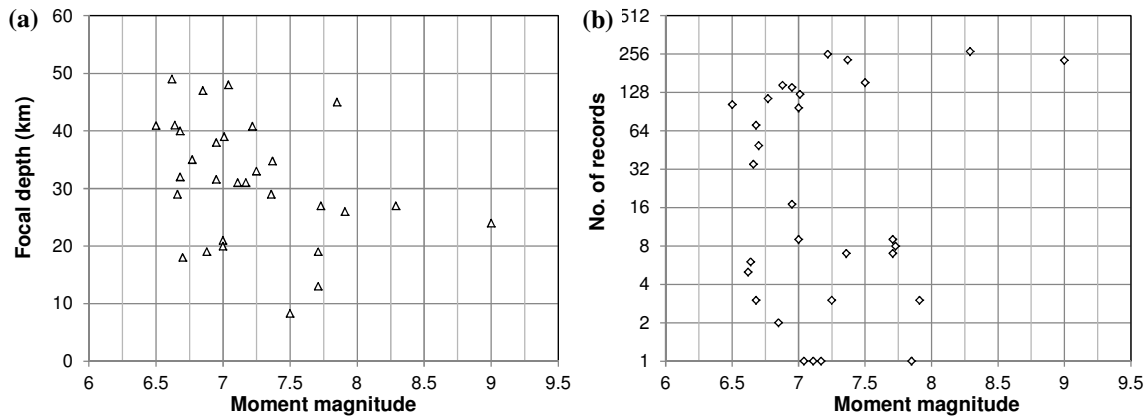 (a)
Focal depth (km)
60
50
40
30
20
10
0
6 6.5 7 7.5 8 8.5 9 9.5
Moment magnitude
(b)
No. of records
512
256
128
64
32
16
8
4
2
1
6 6.5 7 7.5 8 8.5 9 9.5
Moment magnitude